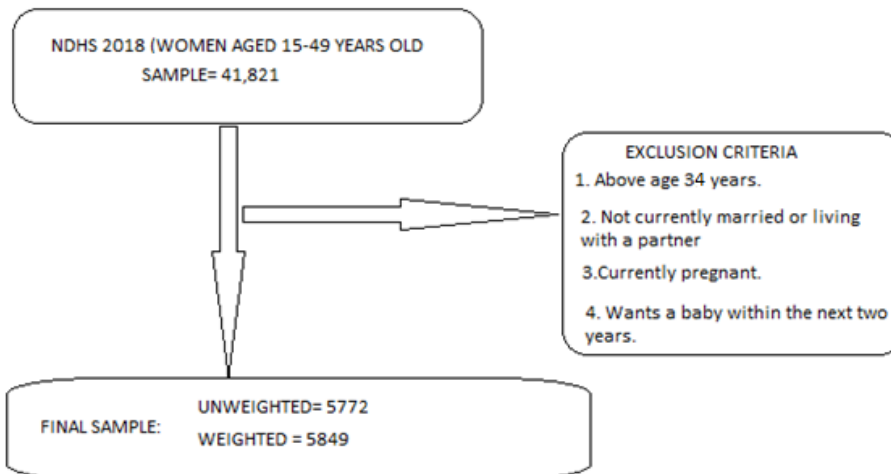 NDHS 2018 (WOMEN AGED 15-49 YEARS OLD
SAMPLE= 41,821
EXCLUSION CRITERIA
1. Above age 34 years.
2. Not currently married or living
with a partner
3.Currently pregnant.
4. Wants a baby within the next two
years.
FINAL SAMPLE:
UNWEIGHTED= 5772
WEIGHTED = 5849